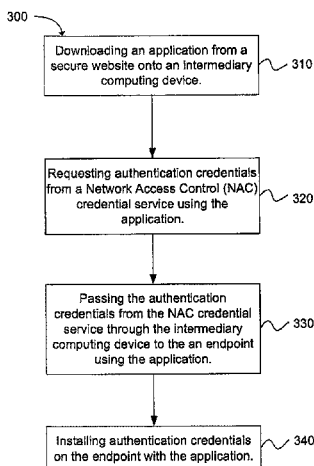 300
Downloading an application from a
secure website onto an intermediary
computing device.
310
Requesting authentication credentials
from a Network Access Control (NAC)
credential service using the
application.
320
Passing the authentication
credentials from the NAC credential
service through the intermediary
computing device to the an endpoint
using the application.
330
Installing authentication credentials
on the endpoint with the application.
340